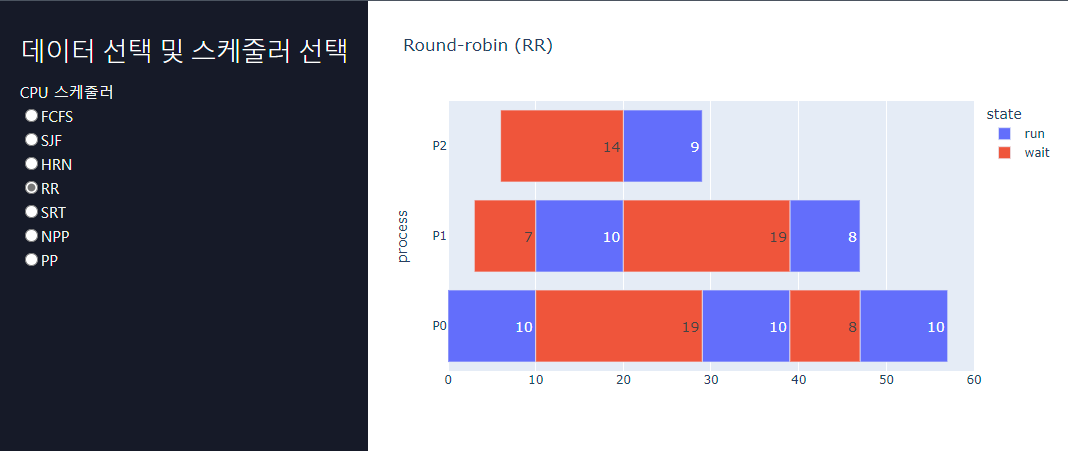 데이터 선택 및 스케줄러 선택
CPU 스케줄러
FCFS
SJF
HRN
RR
SRT
NPP
PP
Round-robin (RR)
state
run
wait
process
P2
14
9
P1
7
10
19
8
P0
10
19
10
8
10
0
10
20
30
40
50
60